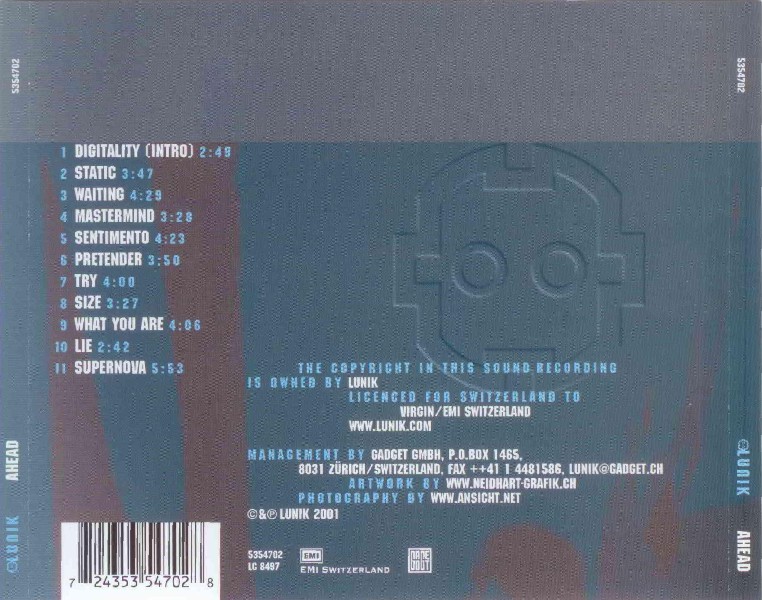 5354702
5354702
1 DIGITALITY (INTRO) 2:49
2 STATIC 3:47
3 WAITING 4:29
4 MASTERMIND 3:28
5 SENTIMENTO 4:23
6 PRETENDER 3:50
7 TRY 4:00
8 SIZE 3:27
9 WHAT YOU ARE 4:06
10 LIE 2:42
11 SUPERNOVA 5:53
THE COPYRIGHT IN THIS SOUND RECORDING
IS OWNED BY LUNIK
LICENCED FOR SWITZERLAND TO
VIRGIN/EMI SWITZERLAND
WWW.LUNIK.COM
MANAGEMENT BY GADGET GMBH, P.O.BOX 1465,
8031 ZÜRICH/SWITZERLAND, FAX ++41 1 4481586, LUNIK@GADGET.CH
ARTWORK BY WWW.NEIDHART-GRAFIK.CH
PHOTOGRAPHY BY WWW.ANSICHT.NET
©&℗ LUNIK 2001
LUNIK AHEAD
LUNIK AHEAD
7 24353 54702 8
5354702
LC 8497
EMI
EMI SWITZERLAND